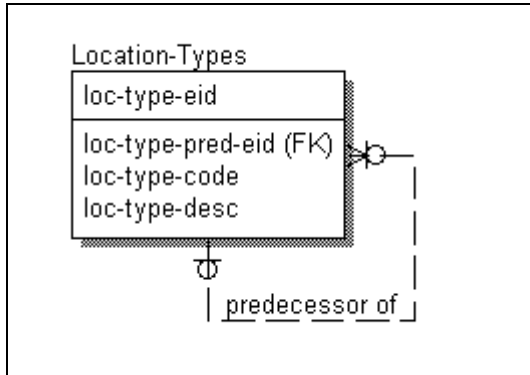 Location-Types
loc-type-eid
loc-type-pred-eid (FK)
loc-type-code
loc-type-desc
predecessor of